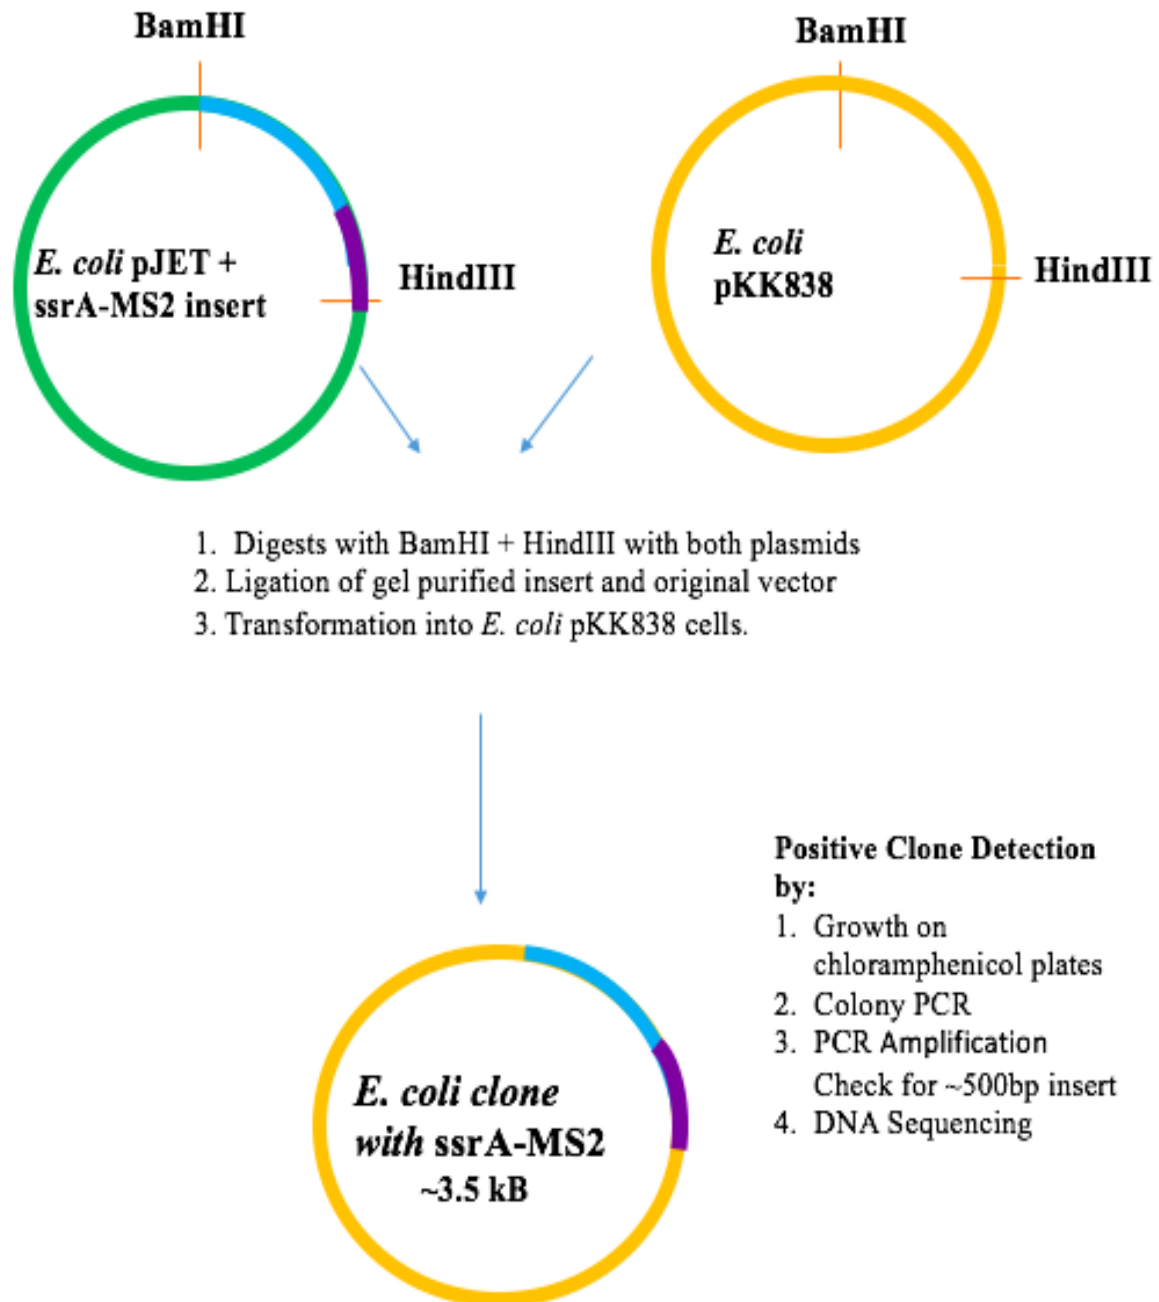 BamHI
BamHI
E. coli pJET +
ssrA-MS2 insert
HindIII
E. coli
pKK838
HindIII
1. Digests with BamHI + HindIII with both plasmids
2. Ligation of gel purified insert and original vector
3. Transformation into E. coli pKK838 cells.
Positive Clone Detection
by:
1. Growth on
chloramphenicol plates
2. Colony PCR
3. PCR Amplification
Check for ~500bp insert
4. DNA Sequencing
E. coli clone
with ssrA-MS2
~3.5 kB